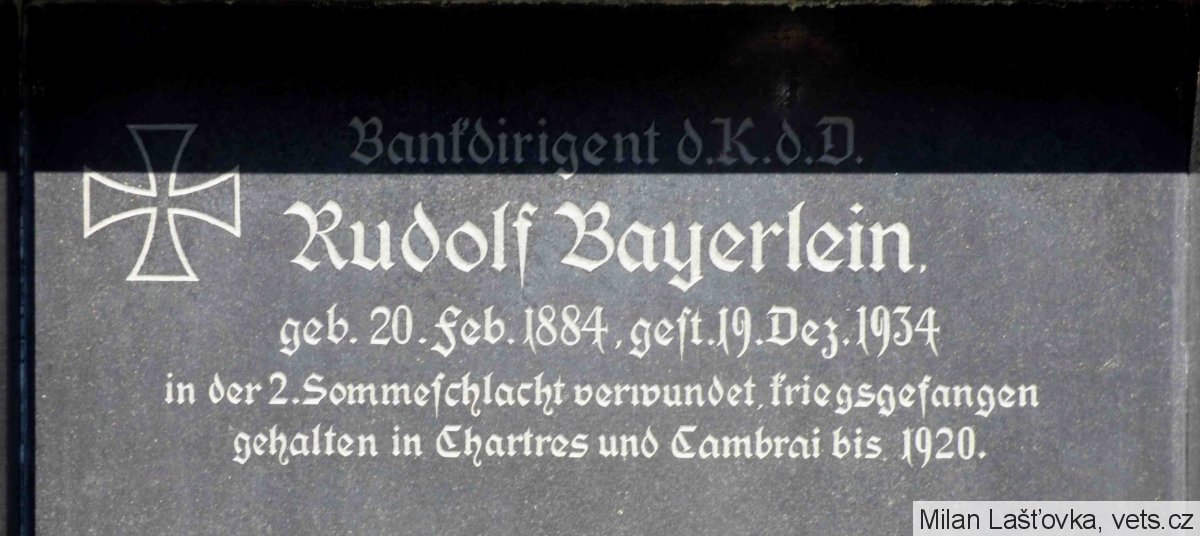 Bankdirigent d.K.d.D.
Rudolf Bayerlein,
geb. 20. Feb. 1884, gest. 19. Dez. 1934
in der 2. Sommeschlacht verwundet, kriegsgefangen
gehalten in Chartres und Cambrai bis 1920.
Milan Lašťovka, vets.cz